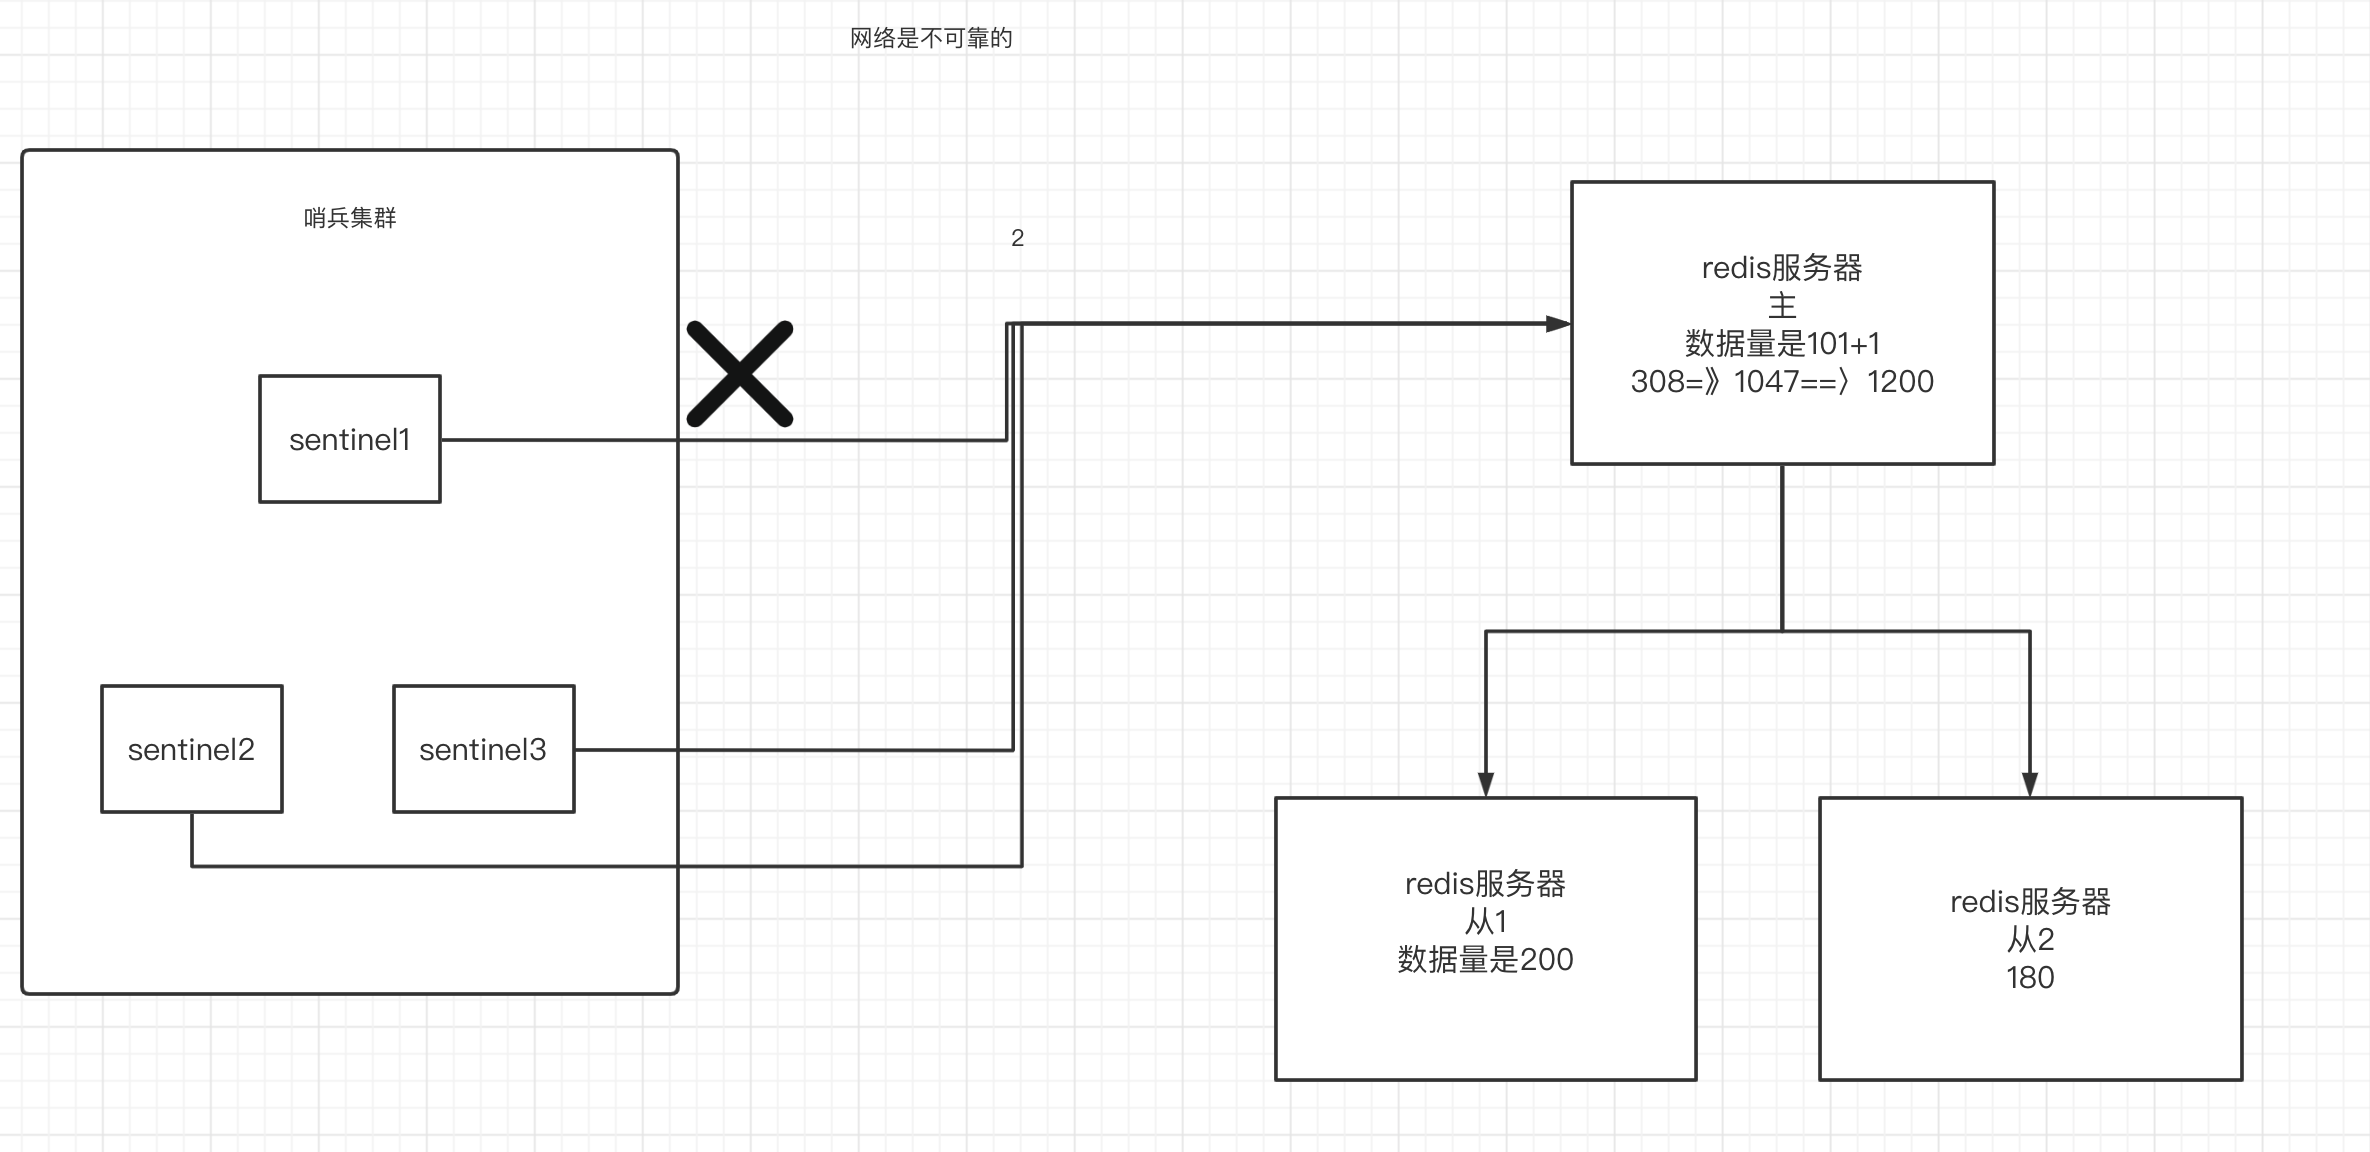 网络是不可靠的
哨兵集群
2
redis服务器
主
数据量是101+1
308=》1047==〉1200
sentinel1
sentinel2
sentinel3
redis服务器
从1
数据量是200
redis服务器
从2
180